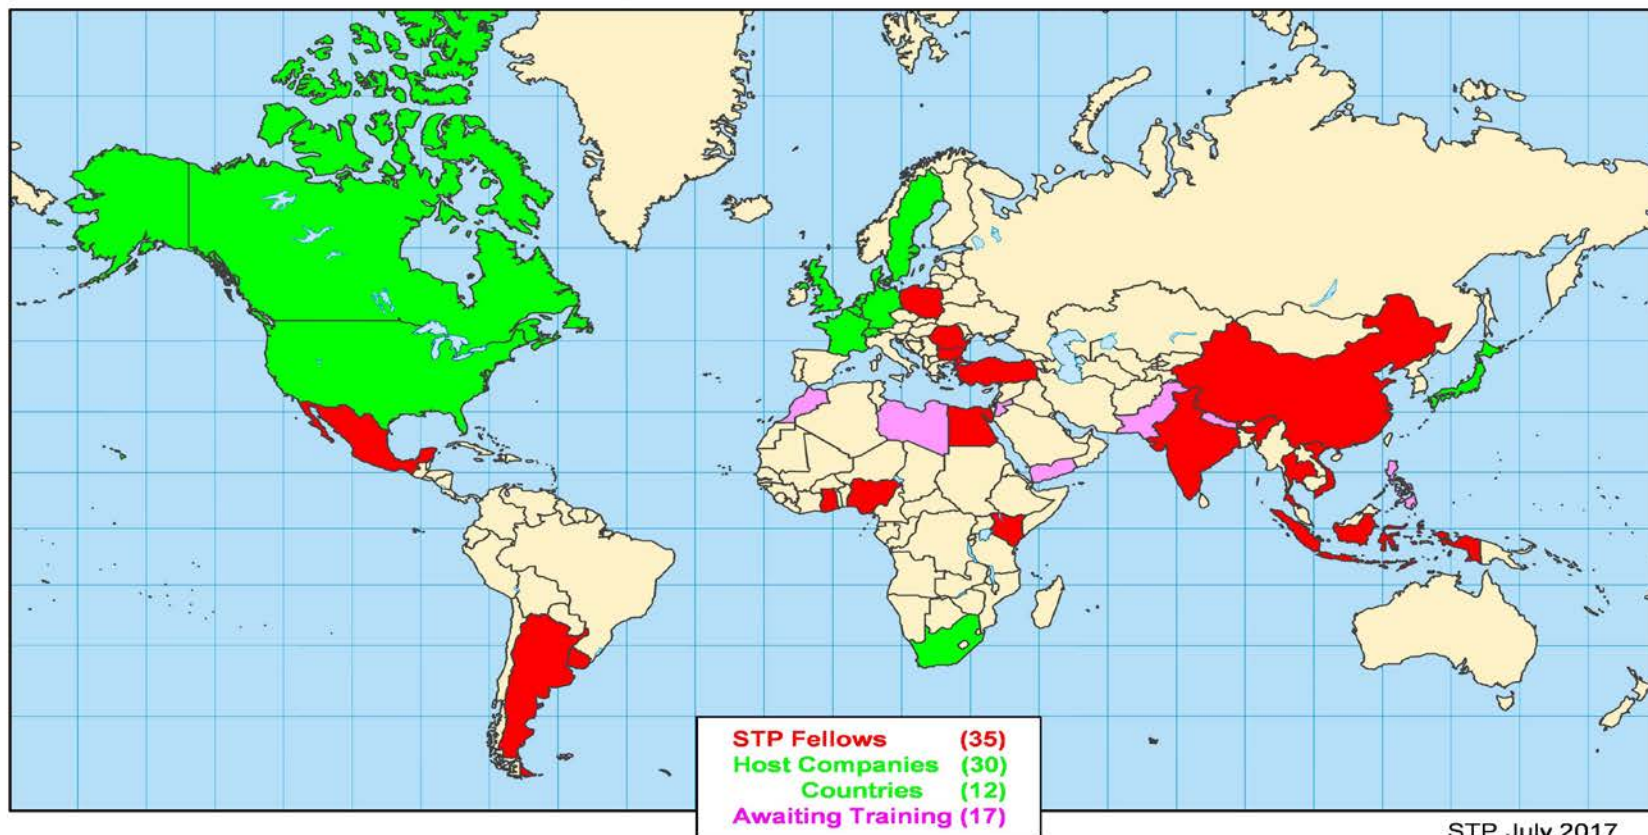 STP Fellows (35)
Host Companies (30)
Countries (12)
Awaiting Training (17)
STP July 2017